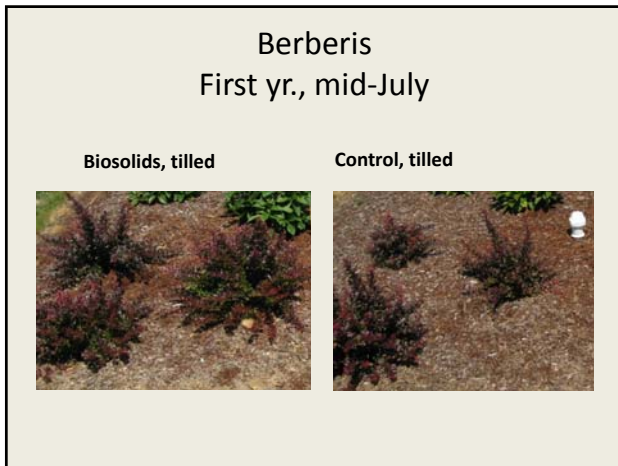 Berberis
First yr., mid-July
Biosolids, tilled
Control, tilled